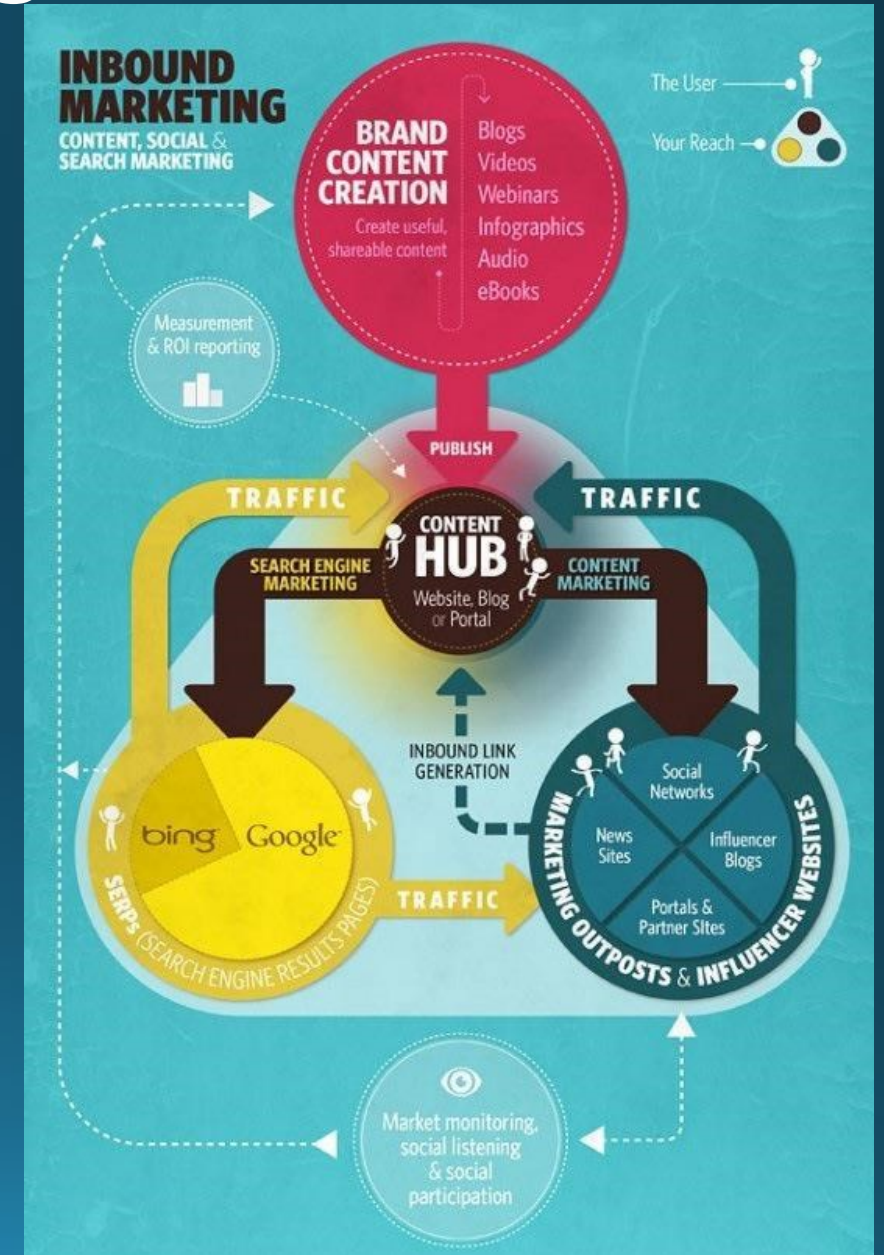 INBOUND
MARKETING
CONTENT, SOCIAL &
SEARCH MARKETING
The User
Your Reach
BRAND
CONTENT
CREATION
Create useful,
shareable content
Blogs
Videos
Webinars
Infographics
Audio
eBooks
Measurement
& ROI reporting
PUBLISH
TRAFFIC
TRAFFIC
CONTENT
HUB
Website, Blog
or Portal
SEARCH ENGINE
MARKETING
CONTENT
MARKETING
INBOUND LINK
GENERATION
bing
Google
SERPs (SEARCH ENGINE RESULTS PAGES)
TRAFFIC
Social
Networks
News
Sites
Influencer
Blogs
Portals &
Partner SItes
MARKETING OUTPOSTS & INFLUENCER WEBSITES
Market monitoring,
social listening
& social
participation